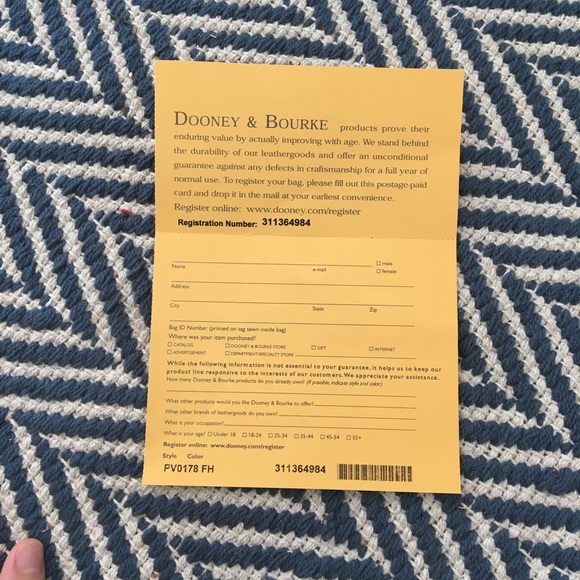 DOONEY & BOURKE products prove their
enduring value by actually improving with age. We stand behind
the durability of our leathergoods and offer an unconditional
guarantee against any defects in craftsmanship for a full year of
normal use. To register your bag, please fill out this postage-paid
card and drop it in the mail at your earliest convenience.
Register online: www.dooney.com/register
Registration Number: 311364984
☐ male
Name e-mail ☐ female
Address
City State Zip
Bag ID Number (printed on tag sewn inside bag)
Where was your item purchased?
☐ CATALOG ☐ DOONEY & BOURKE STORE ☐ GIFT ☐ INTERNET
☐ ADVERTISEMENT ☐ DEPARTMENT/SPECIALTY STORE
While the following information is not essential to your guarantee, it helps us to keep our
product line responsive to the interests of our customers. We appreciate your assistance.
How many Dooney & Bourke products do you already own? (If possible, indicate style and color)
What other products would you like Dooney & Bourke to offer?
What other brands of leathergoods do you own?
What is your occupation?
What is your age? ☐ Under 18 ☐ 18-24 ☐ 25-34 ☐ 35-44 ☐ 45-54 ☐ 55+
Register online: www.dooney.com/register
Style Color
PV0178 FH 311364984